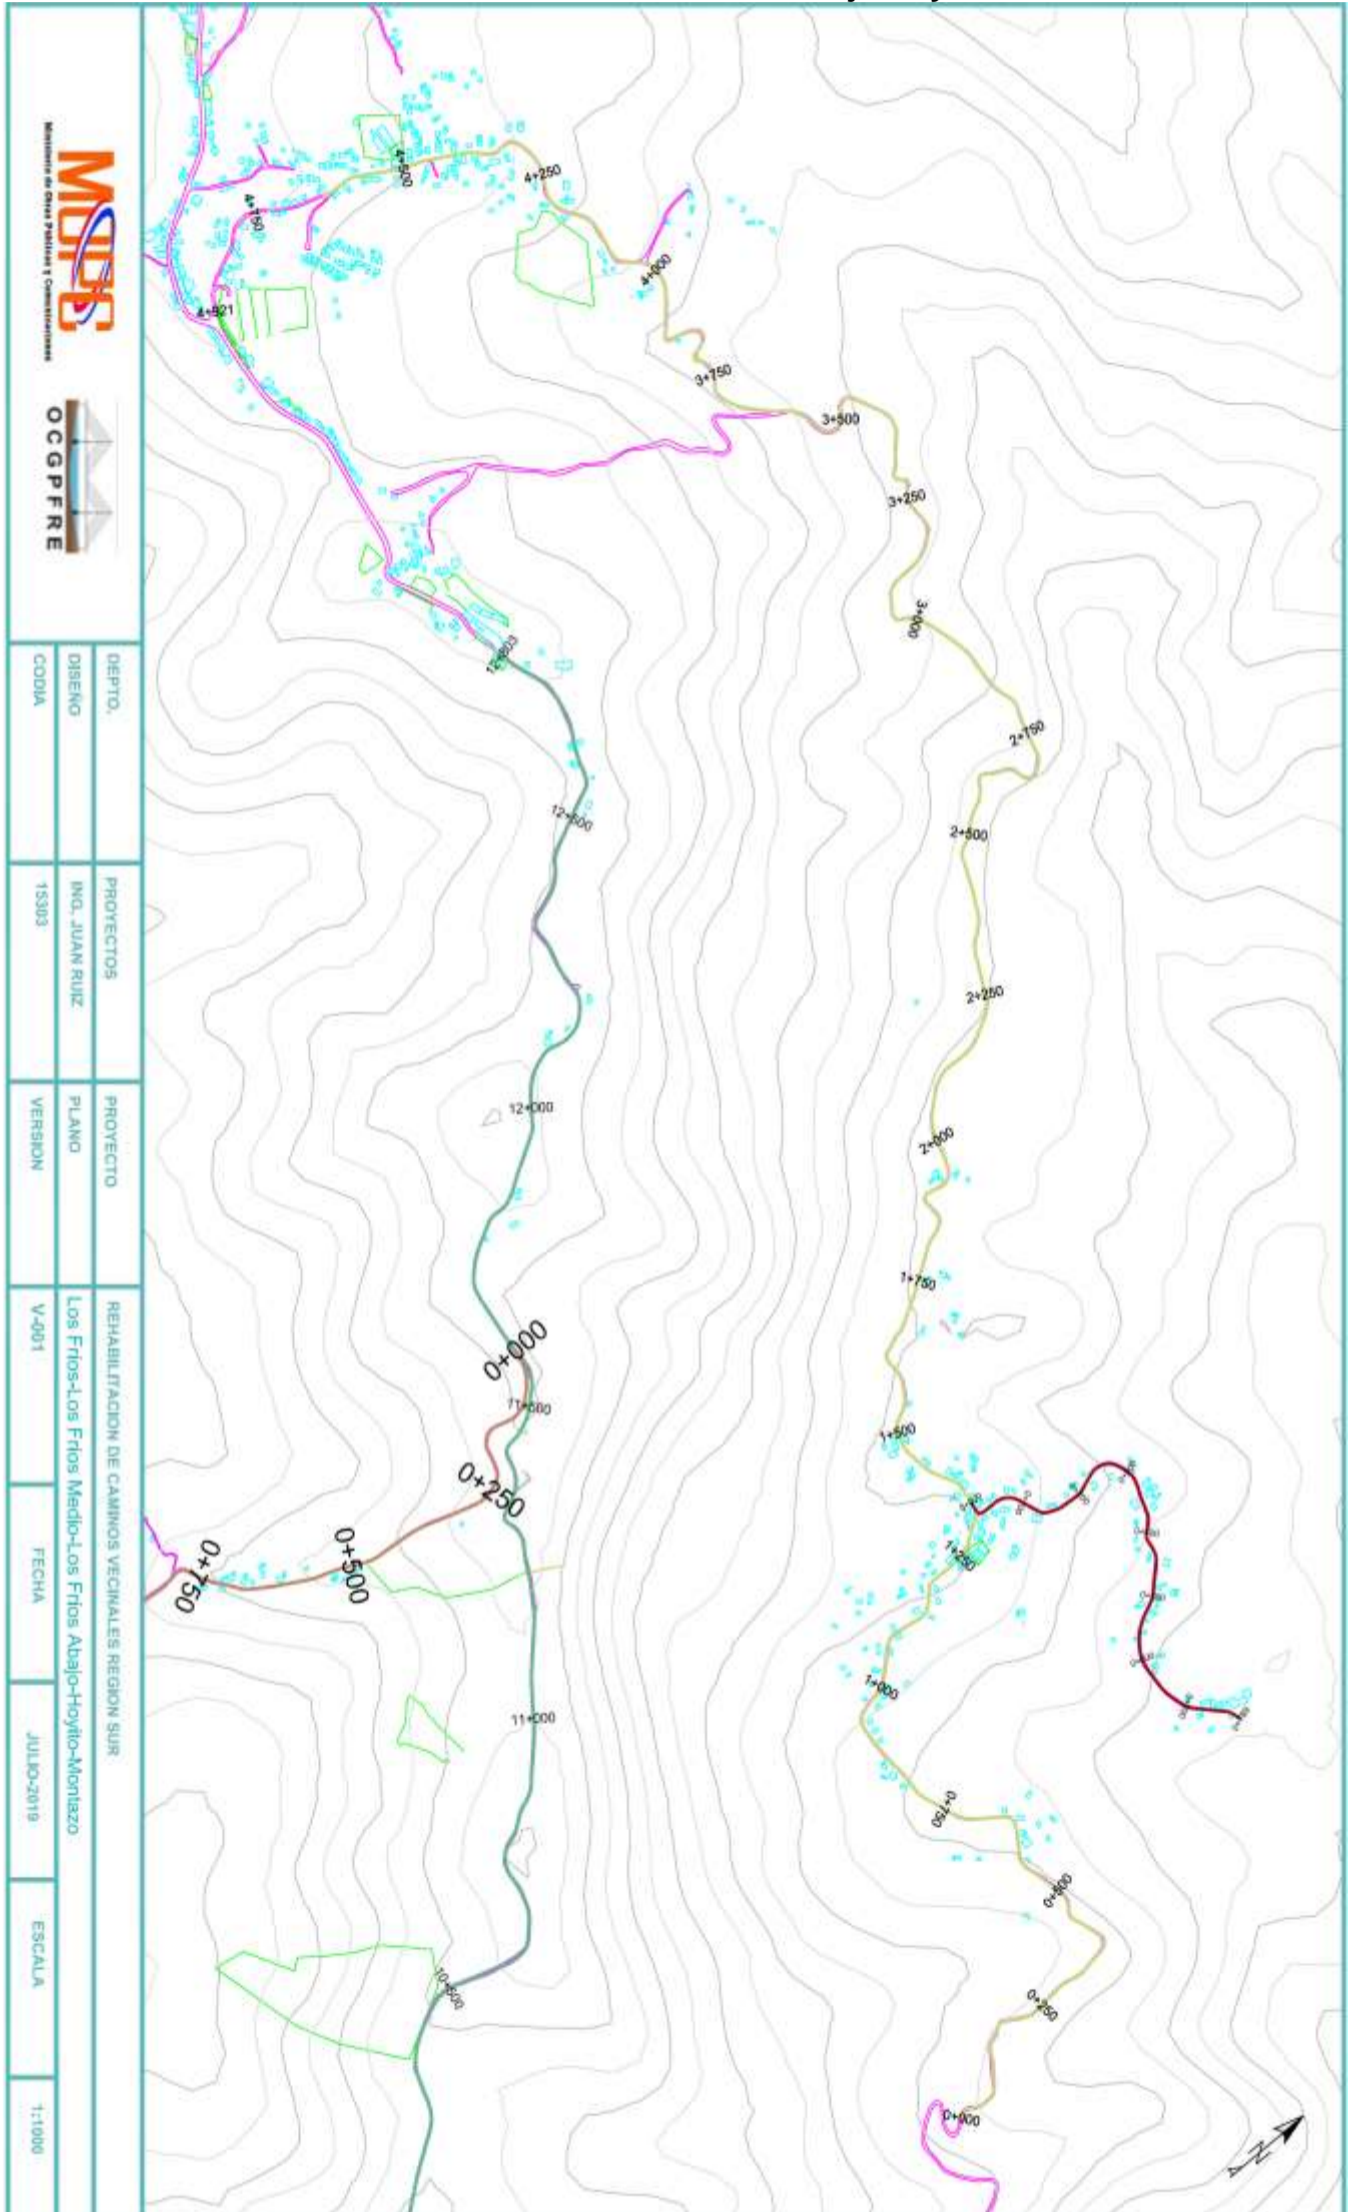 MOPC
Ministerio de Obras Públicas y Comunicaciones
OCGPFRE
DEPTO.
PROYECTOS
PROYECTO
REHABILITACION DE CAMINOS VECINALES REGION SUR
DISEÑO
ING. JUAN RUIZ
PLANO
Los Fríos-Los Fríos Medio-Los Fríos Abajo-Hoyito-Montazo
CODIA
15303
VERSION
V-001
FECHA
JULIO-2019
ESCALA
1:1000
4+250
4+500
4+750
4+000
4+921
3+750
3+500
3+250
3+000
12+803
2+750
12+500
2+500
2+250
12+000
2+000
1+750
0+000
11+500
1+500
0+250
1+250
0+500
0+750
1+000
11+000
0+750
0+500
10+500
0+250
0+000
N